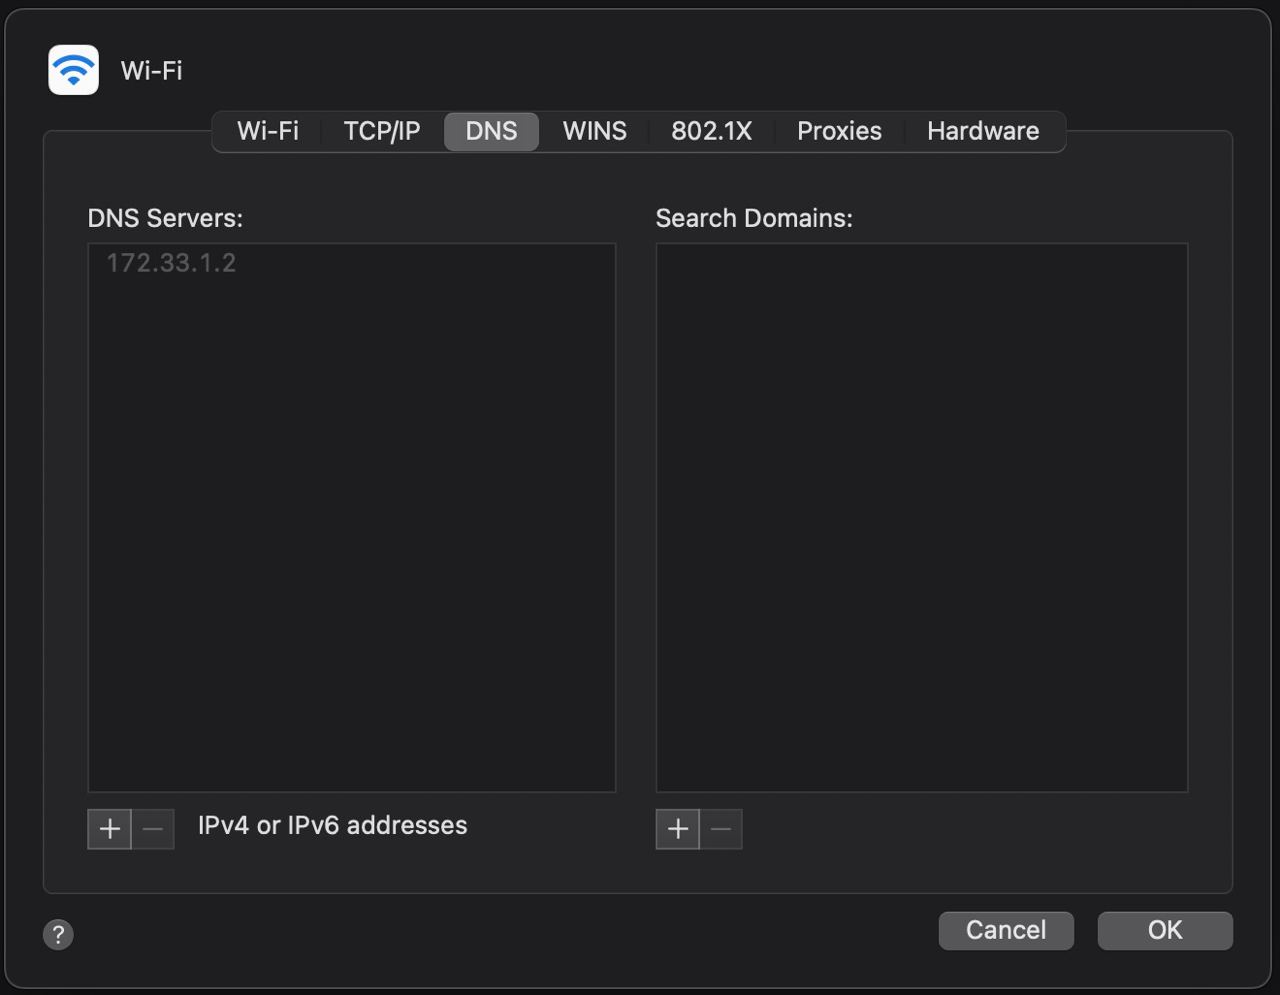 Wi-Fi
Wi-Fi TCP/IP DNS WINS 802.1X Proxies Hardware
DNS Servers:
172.33.1.2
Search Domains:
+ − IPv4 or IPv6 addresses
+ −
? Cancel OK